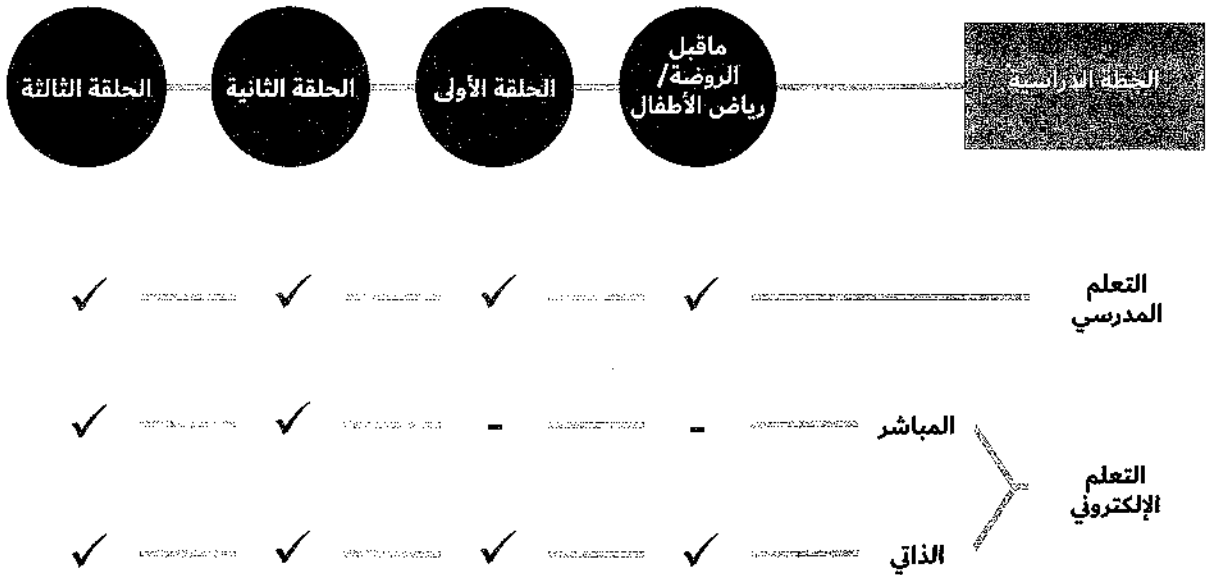 الخطة الدراسية
ماقبل
الروضة/
رياض الأطفال
الحلقة الأولى
الحلقة الثانية
الحلقة الثالثة
التعلم
المدرسي
✓ ✓ ✓ ✓
التعلم
الإلكتروني
المباشر
- - ✓ ✓
الذاتي
✓ ✓ ✓ ✓